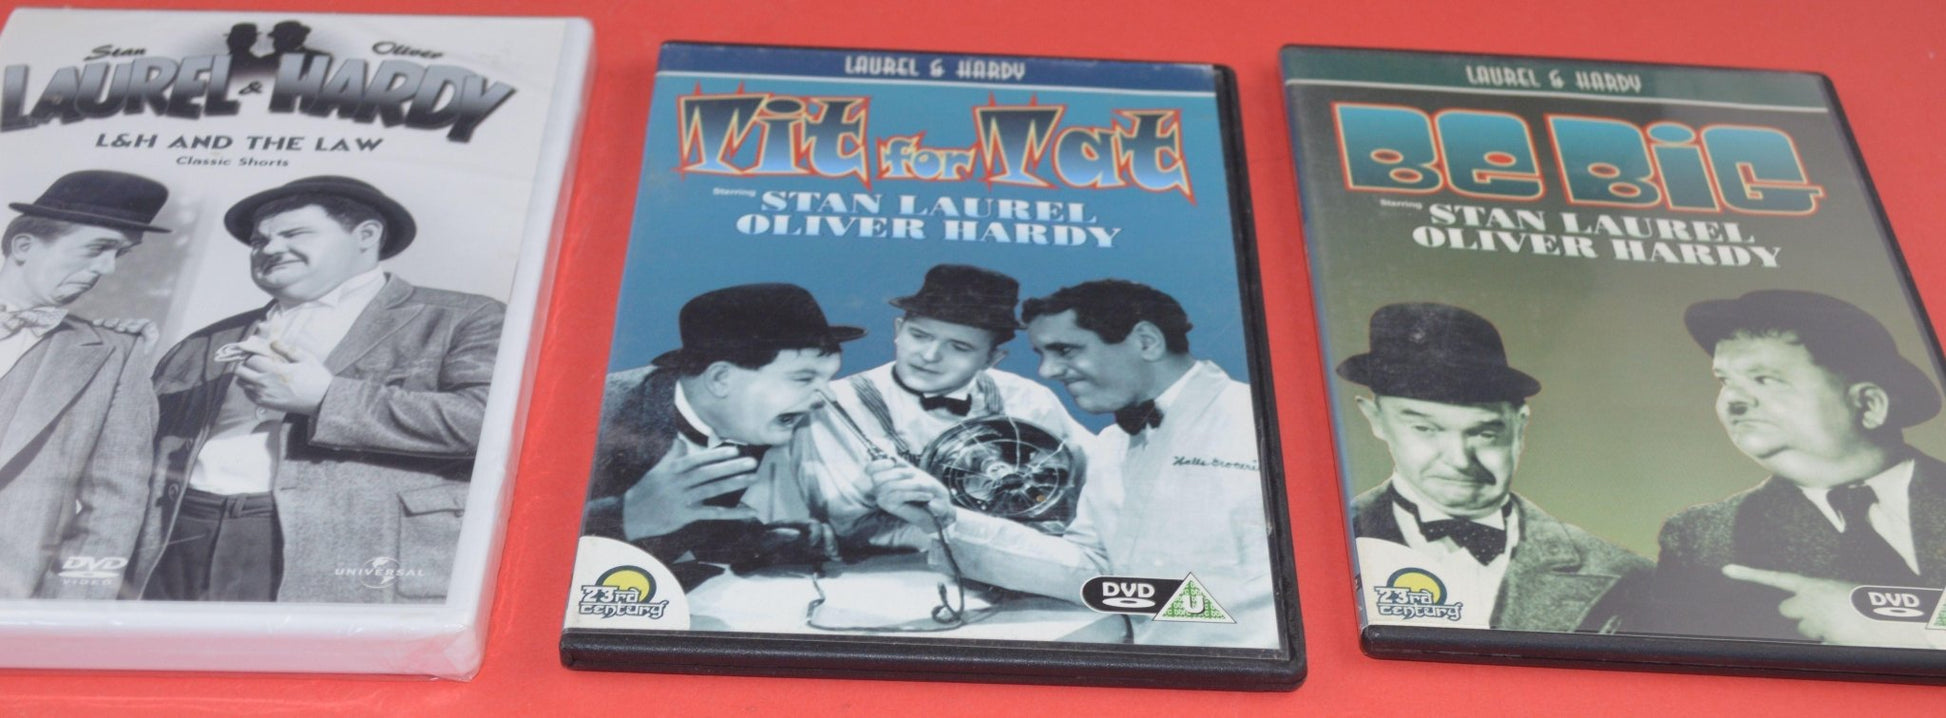 Stan Oliver
LAUREL & HARDY
L&H AND THE LAW
Classic Shorts
DVD
VIDEO
UNIVERSAL
LAUREL & HARDY
Tit for Tat
Starring STAN LAUREL
OLIVER HARDY
23rd
century
DVD
U
LAUREL & HARDY
BE BIG
Starring STAN LAUREL
OLIVER HARDY
23rd
century
DVD